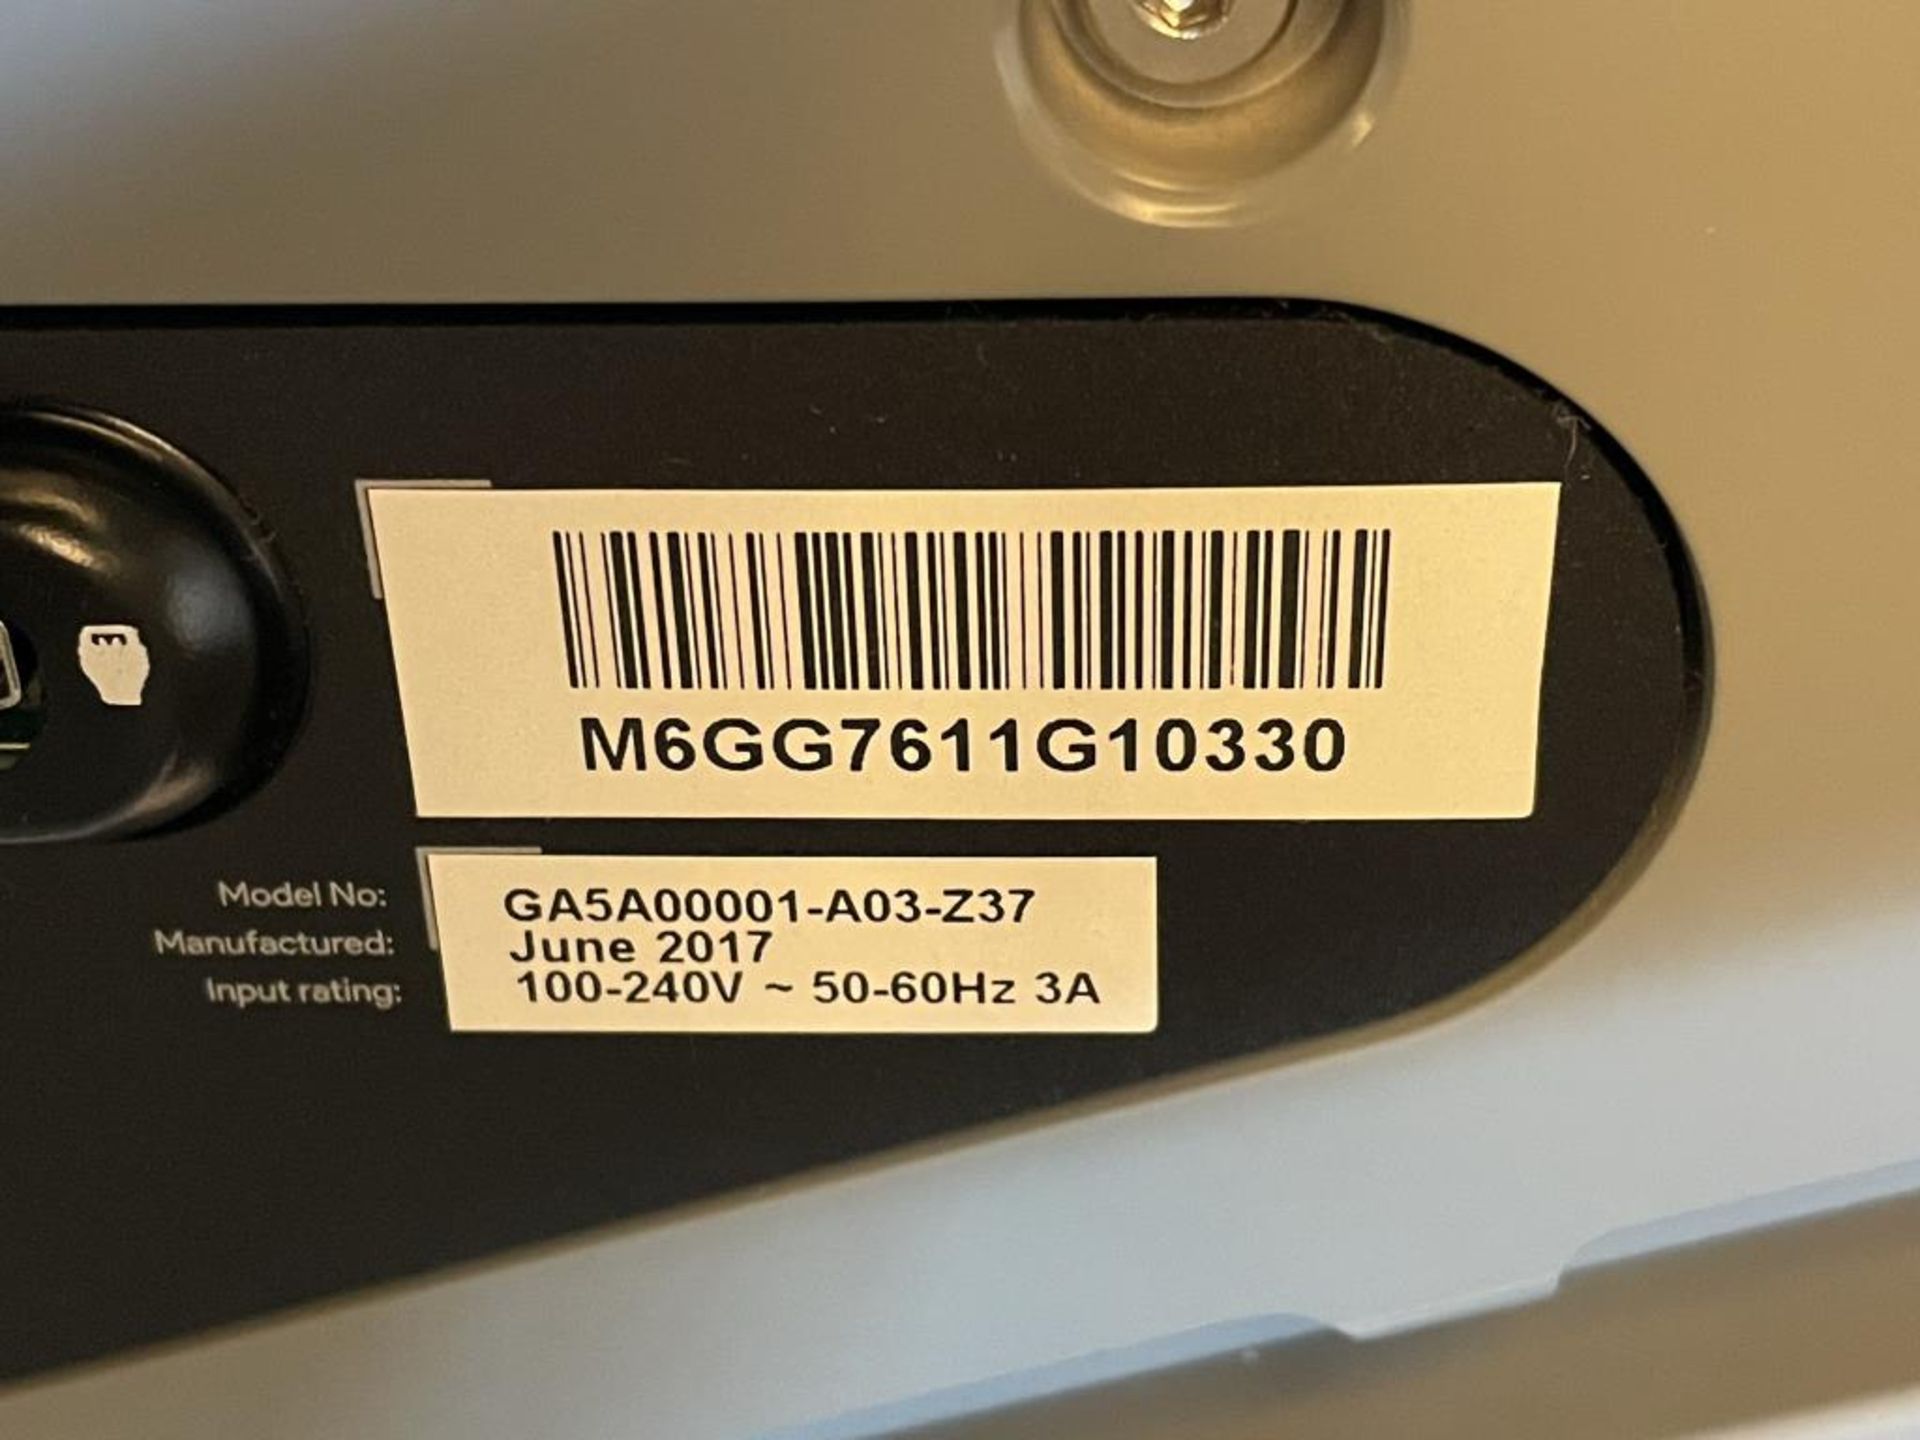 M6GG7611G10330
Model No: GA5A00001-A03-Z37
Manufactured: June 2017
Input rating: 100-240V ~ 50-60Hz 3A